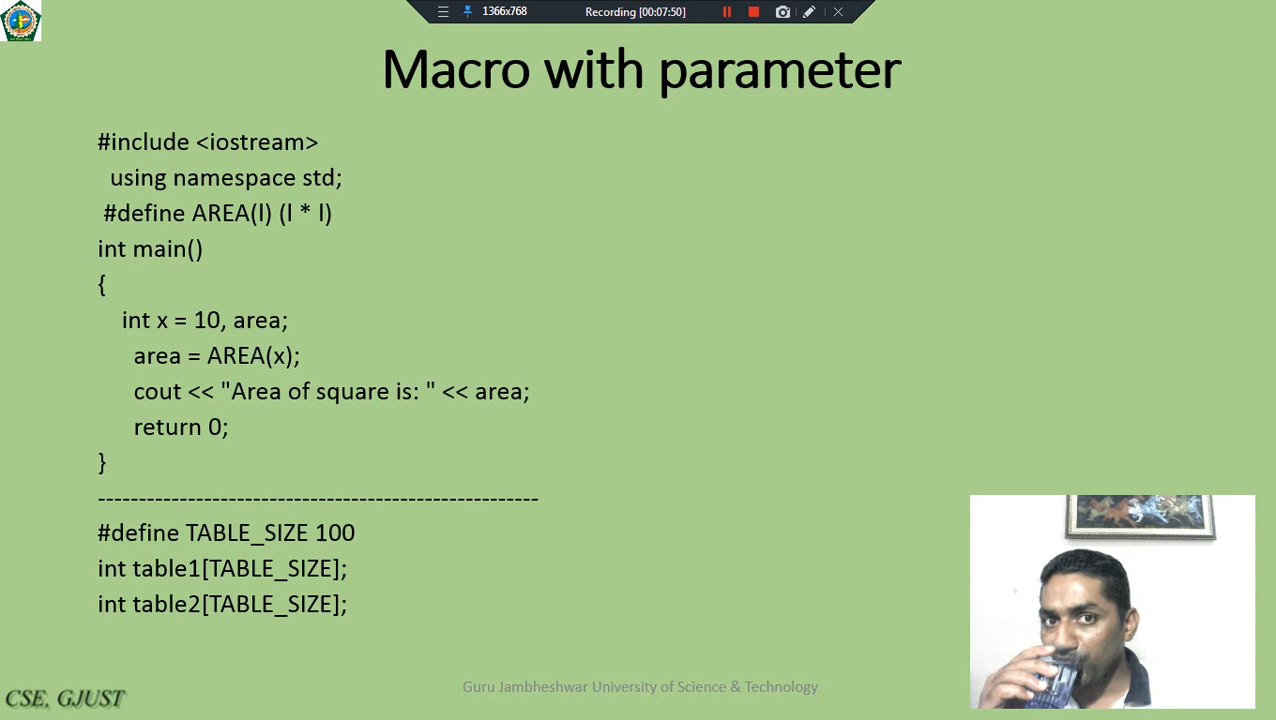 1366x768 Recording [00:07:50]
Macro with parameter
#include <iostream>
using namespace std;
#define AREA(l) (l * l)
int main()
{
int x = 10, area;
area = AREA(x);
cout << "Area of square is: " << area;
return 0;
}
------------------------------------------------------
#define TABLE_SIZE 100
int table1[TABLE_SIZE];
int table2[TABLE_SIZE];
Guru Jambheshwar University of Science & Technology
CSE, GJUST